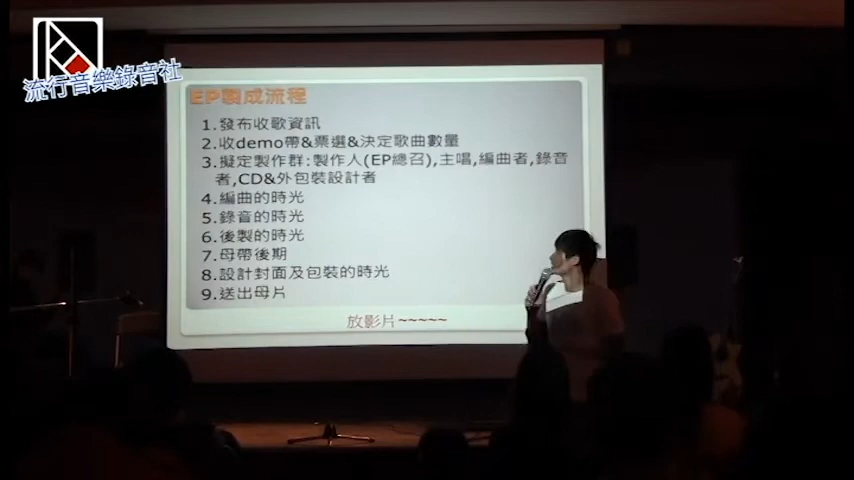 流行音樂錄音社
EP製成流程
1.發布收歌資訊
2.收demo帶&票選&決定歌曲數量
3.擬定製作群:製作人(EP總召),主唱,編曲者,錄音
者,CD&外包裝設計者
4.編曲的時光
5.錄音的時光
6.後製的時光
7.母帶後期
8.設計封面及包裝的時光
9.送出母片
放影片~~~~~